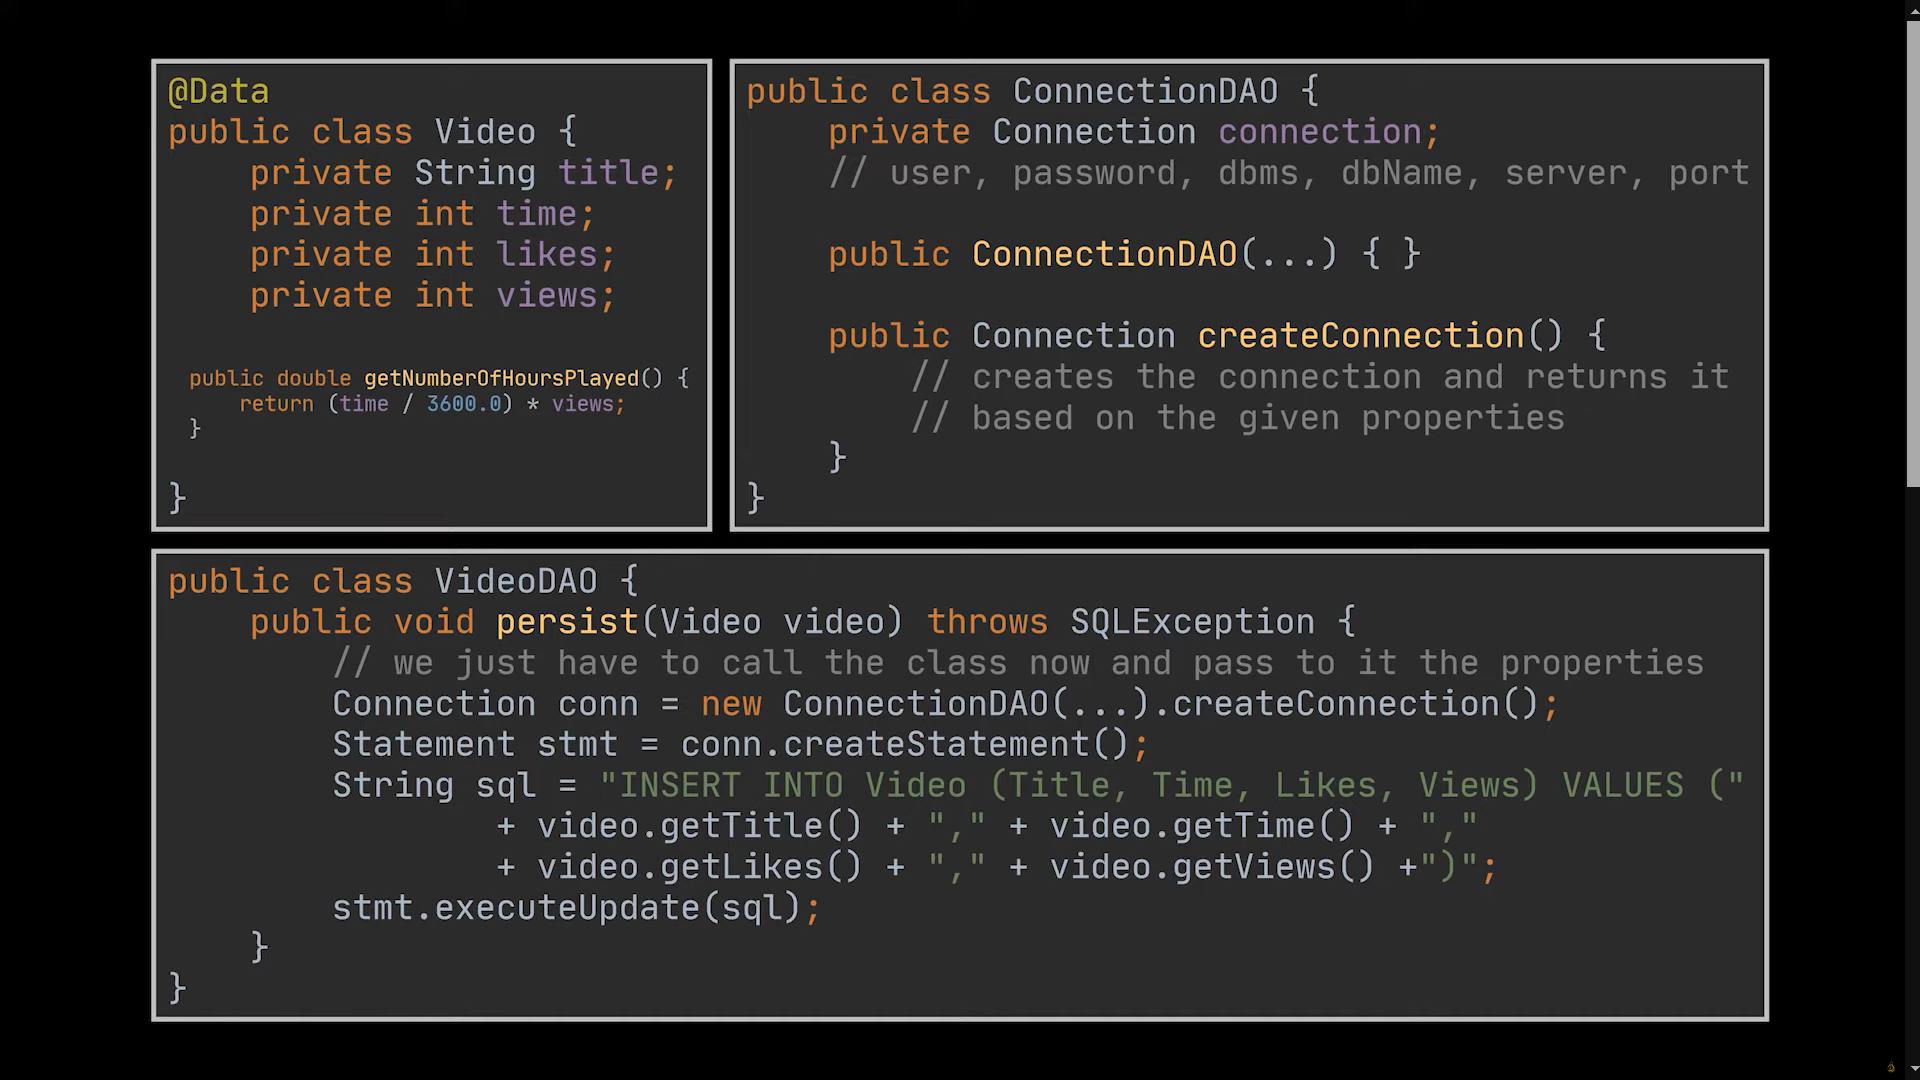 @Data
public class Video {
    private String title;
    private int time;
    private int likes;
    private int views;
    public double getNumberOfHoursPlayed() {
        return (time / 3600.0) * views;
    }
}
public class ConnectionDAO {
    private Connection connection;
    // user, password, dbms, dbName, server, port
    public ConnectionDAO(...) { }
    public Connection createConnection() {
        // creates the connection and returns it
        // based on the given properties
    }
}
public class VideoDAO {
    public void persist(Video video) throws SQLException {
        // we just have to call the class now and pass to it the properties
        Connection conn = new ConnectionDAO(...).createConnection();
        Statement stmt = conn.createStatement();
        String sql = "INSERT INTO Video (Title, Time, Likes, Views) VALUES ("
                + video.getTitle() + "," + video.getTime() + ","
                + video.getLikes() + "," + video.getViews() +")";
        stmt.executeUpdate(sql);
    }
}